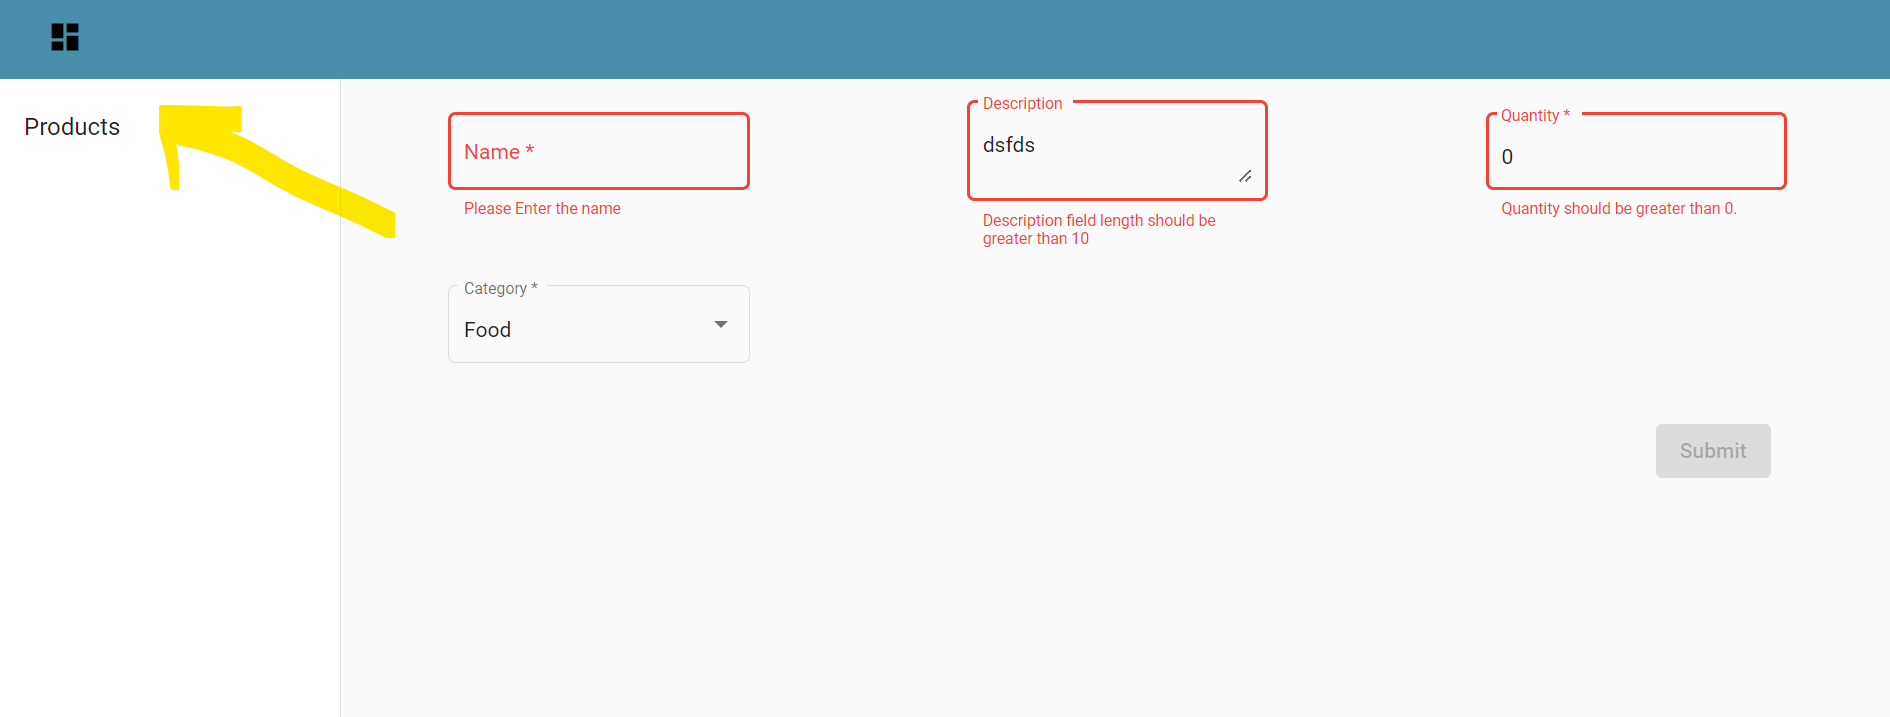 Products
Name *
Please Enter the name
Description
dsfds
Description field length should be
greater than 10
Quantity *
0
Quantity should be greater than 0.
Category *
Food
Submit